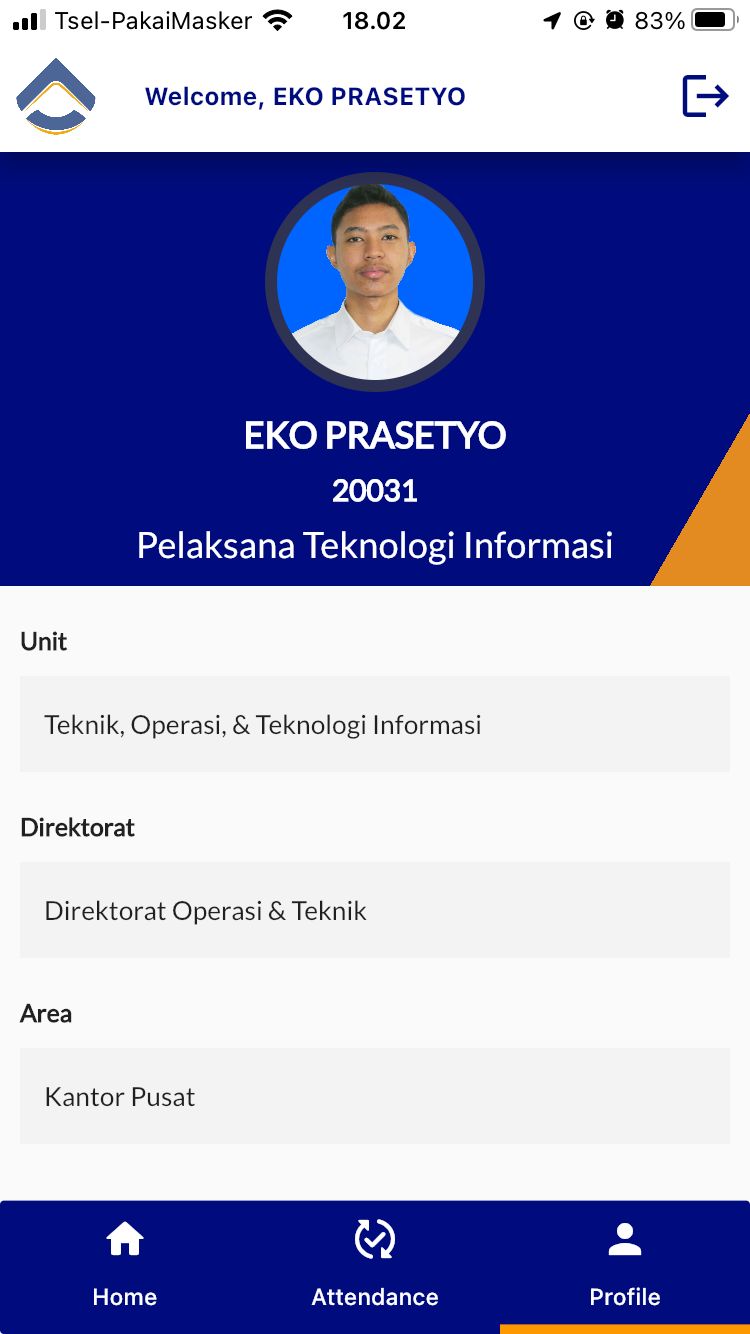 Tsel-PakaiMasker 18.02 83%
Welcome, EKO PRASETYO
EKO PRASETYO
20031
Pelaksana Teknologi Informasi
Unit
Teknik, Operasi, & Teknologi Informasi
Direktorat
Direktorat Operasi & Teknik
Area
Kantor Pusat
Home Attendance Profile